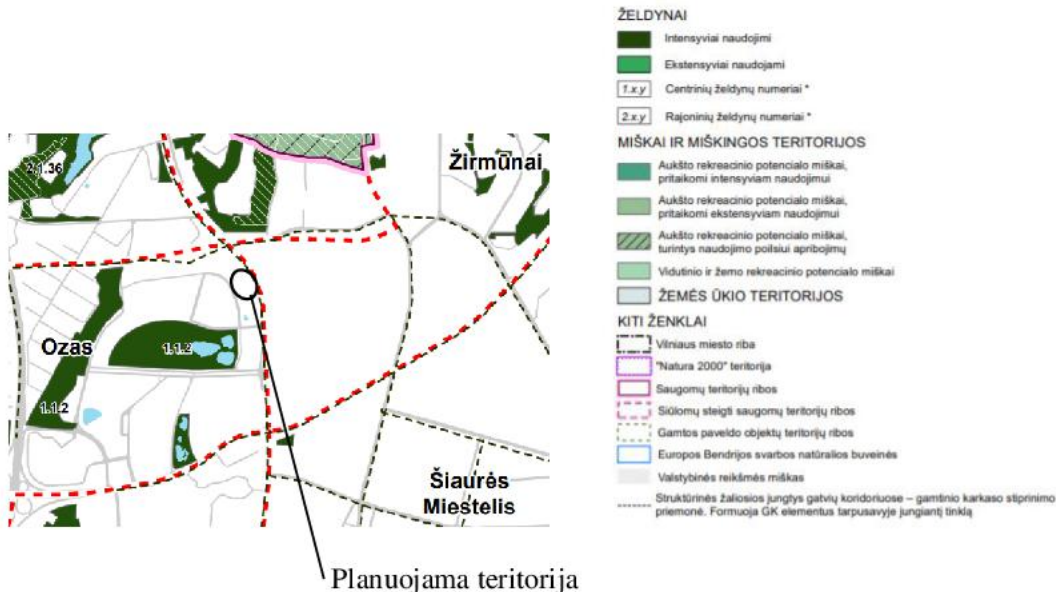 2.1.36
Žirmūnai
Ozas
1.1.2
1.1.2
Šiaurės
Miestelis
Planuojama teritorija
ŽELDYNAI
Intensyviai naudojimi
Ekstensyviai naudojami
1.x.y Centrinių želdynų numeriai *
2.x.y Rajoninių želdynų numeriai *
MIŠKAI IR MIŠKINGOS TERITORIJOS
Aukšto rekreacinio potencialo miškai,
pritaikomi intensyviam naudojimui
Aukšto rekreacinio potencialo miškai,
pritaikomi ekstensyviam naudojimui
Aukšto rekreacinio potencialo miškai,
turintys naudojimo poilsiui apribojimų
Vidutinio ir žemo rekreacinio potencialo miškai
ŽEMĖS ŪKIO TERITORIJOS
KITI ŽENKLAI
Vilniaus miesto riba
"Natura 2000" teritorija
Saugomų teritorijų ribos
Siūlomų steigti saugomų teritorijų ribos
Gamtos paveldo objektų teritorijų ribos
Europos Bendrijos svarbos natūralios buveinės
Valstybinės reikšmės miškas
Struktūrinės žaliosios jungtys gatvių koridoriuose – gamtinio karkaso stiprinimo
priemonė. Formuoja GK elementus tarpusavyje jungiantį tinklą